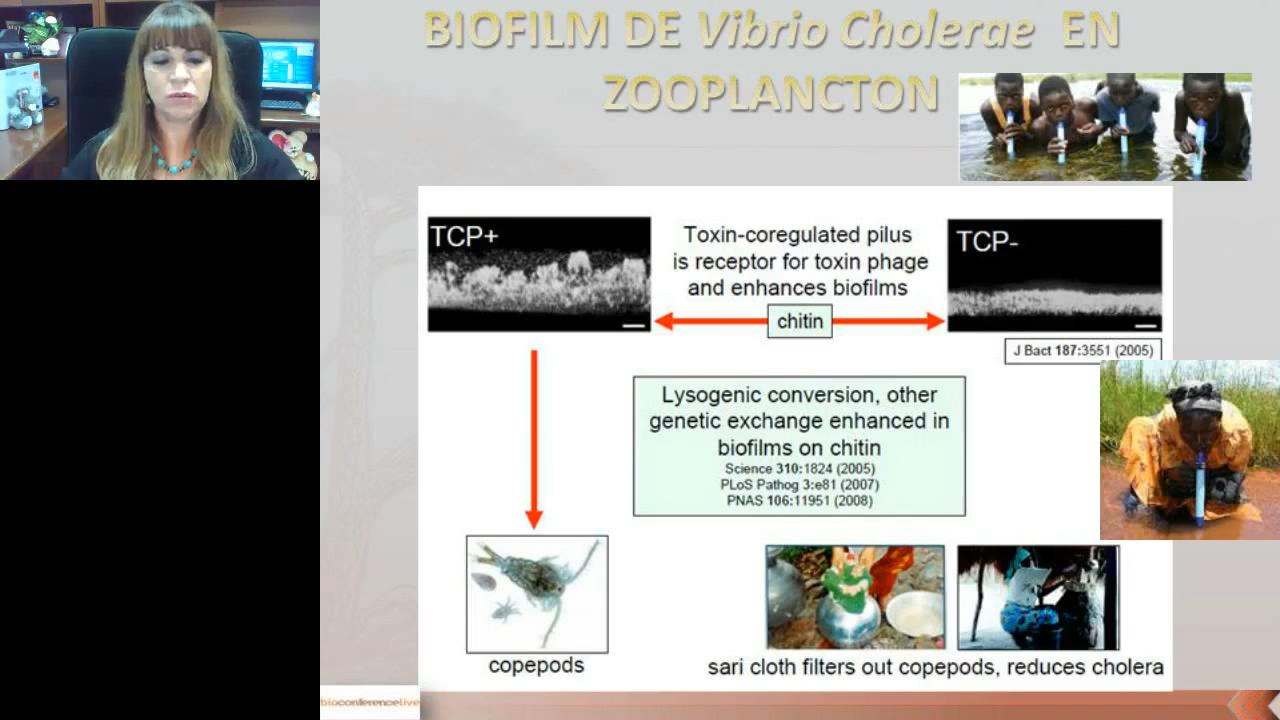 BIOFILM DE Vibrio Cholerae EN
ZOOPLANCTON
TCP+
Toxin-coregulated pilus
is receptor for toxin phage
and enhances biofilms
chitin
TCP-
J Bact 187:3551 (2005)
Lysogenic conversion, other
genetic exchange enhanced in
biofilms on chitin
Science 310:1824 (2005)
PLoS Pathog 3:e81 (2007)
PNAS 106:11951 (2008)
copepods
sari cloth filters out copepods, reduces cholera
bioconferencelive